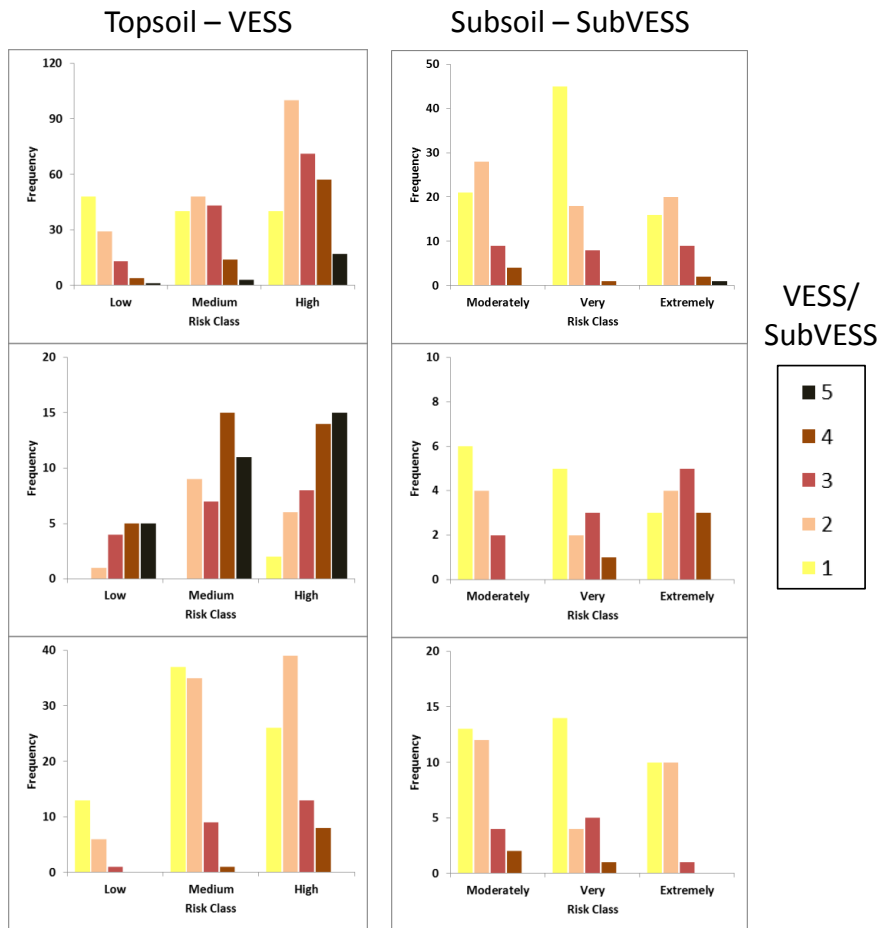 Topsoil – VESS
Subsoil – SubVESS
120
90
60
30
0
Frequency
Low
Medium
High
Risk Class
50
40
30
20
10
0
Frequency
Moderately
Very
Extremely
Risk Class
20
15
10
5
0
Frequency
Low
Medium
High
Risk Class
10
8
6
4
2
0
Frequency
Moderately
Very
Extremely
Risk Class
40
30
20
10
0
Frequency
Low
Medium
High
Risk Class
20
15
10
5
0
Frequency
Moderately
Very
Extremely
Risk Class
VESS/
SubVESS
5
4
3
2
1